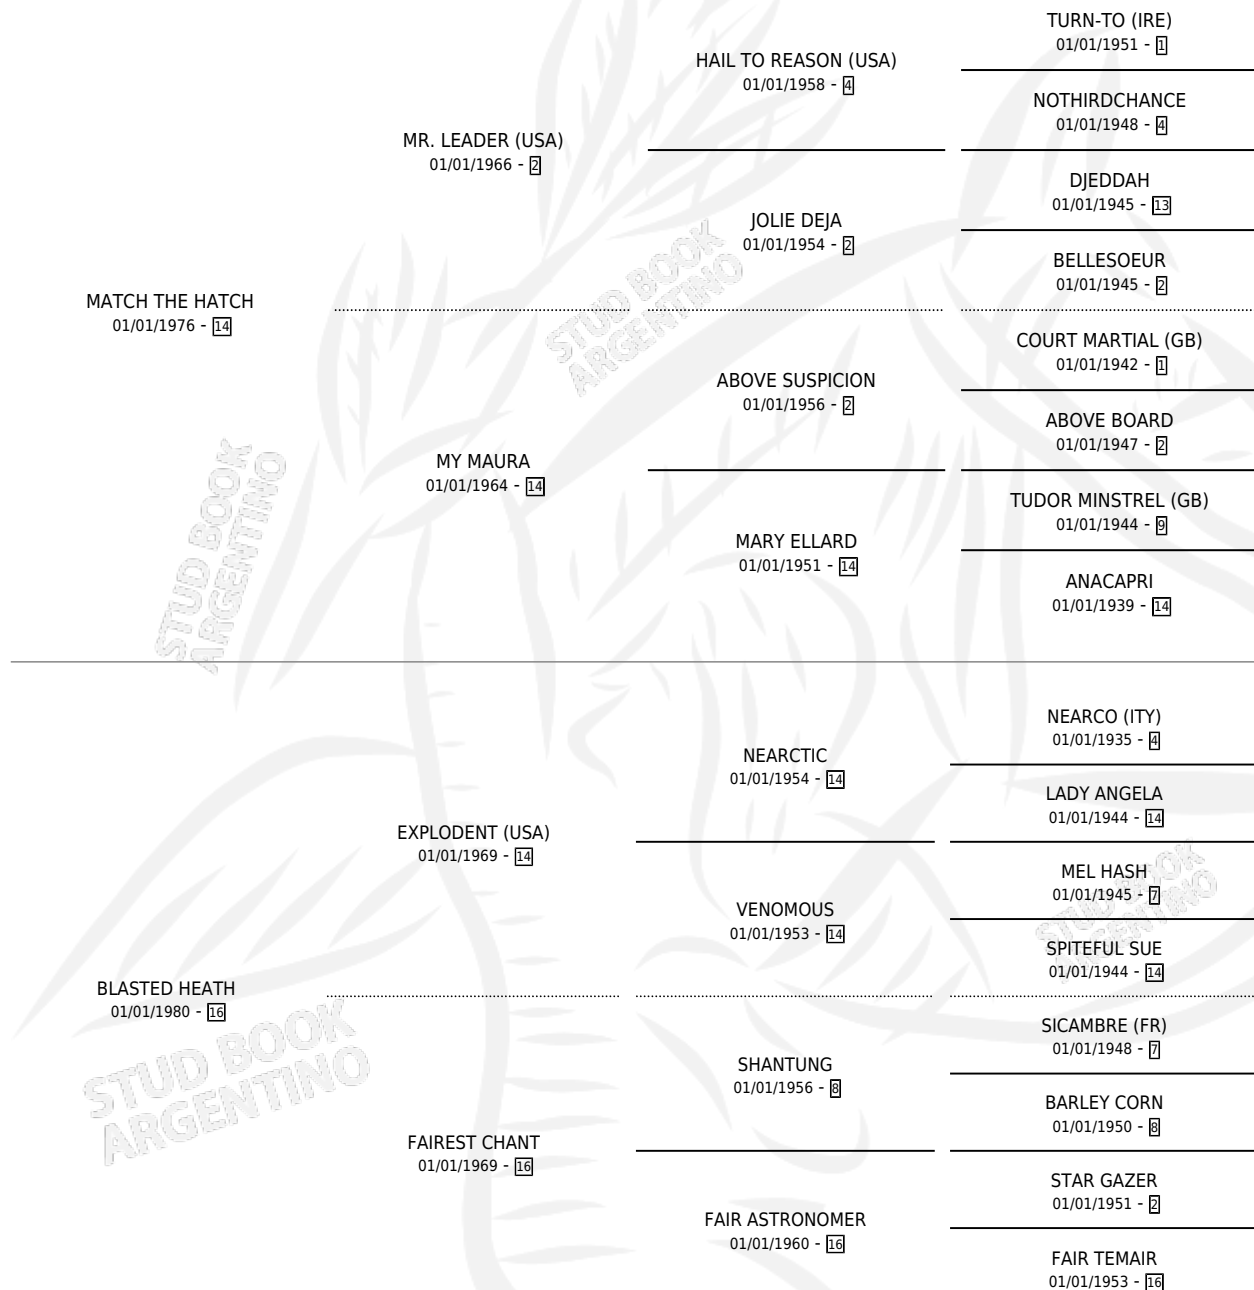 TURN-TO (IRE)
01/01/1951 - 1
HAIL TO REASON (USA)
01/01/1958 - 4
NOTHIRDCHANCE
01/01/1948 - 4
MR. LEADER (USA)
01/01/1966 - 2
DJEDDAH
01/01/1945 - 13
JOLIE DEJA
01/01/1954 - 2
BELLESOEUR
01/01/1945 - 2
MATCH THE HATCH
01/01/1976 - 14
STUD BOOK
ARGENTINO
COURT MARTIAL (GB)
01/01/1942 - 1
ABOVE SUSPICION
01/01/1956 - 2
ABOVE BOARD
01/01/1947 - 2
MY MAURA
01/01/1964 - 14
TUDOR MINSTREL (GB)
01/01/1944 - 9
MARY ELLARD
01/01/1951 - 14
ANACAPRI
01/01/1939 - 14
STUD BOOK
ARGENTINO
NEARCO (ITY)
01/01/1935 - 4
NEARCTIC
01/01/1954 - 14
LADY ANGELA
01/01/1944 - 14
EXPLODENT (USA)
01/01/1969 - 14
MEL HASH
01/01/1945 - 7
VENOMOUS
01/01/1953 - 14
SPITEFUL SUE
01/01/1944 - 14
STUD BOOK
ARGENTINO
BLASTED HEATH
01/01/1980 - 16
SICAMBRE (FR)
01/01/1948 - 7
SHANTUNG
01/01/1956 - 8
BARLEY CORN
01/01/1950 - 8
STUD BOOK
ARGENTINO
FAIREST CHANT
01/01/1969 - 16
STAR GAZER
01/01/1951 - 2
FAIR ASTRONOMER
01/01/1960 - 16
FAIR TEMAIR
01/01/1953 - 16